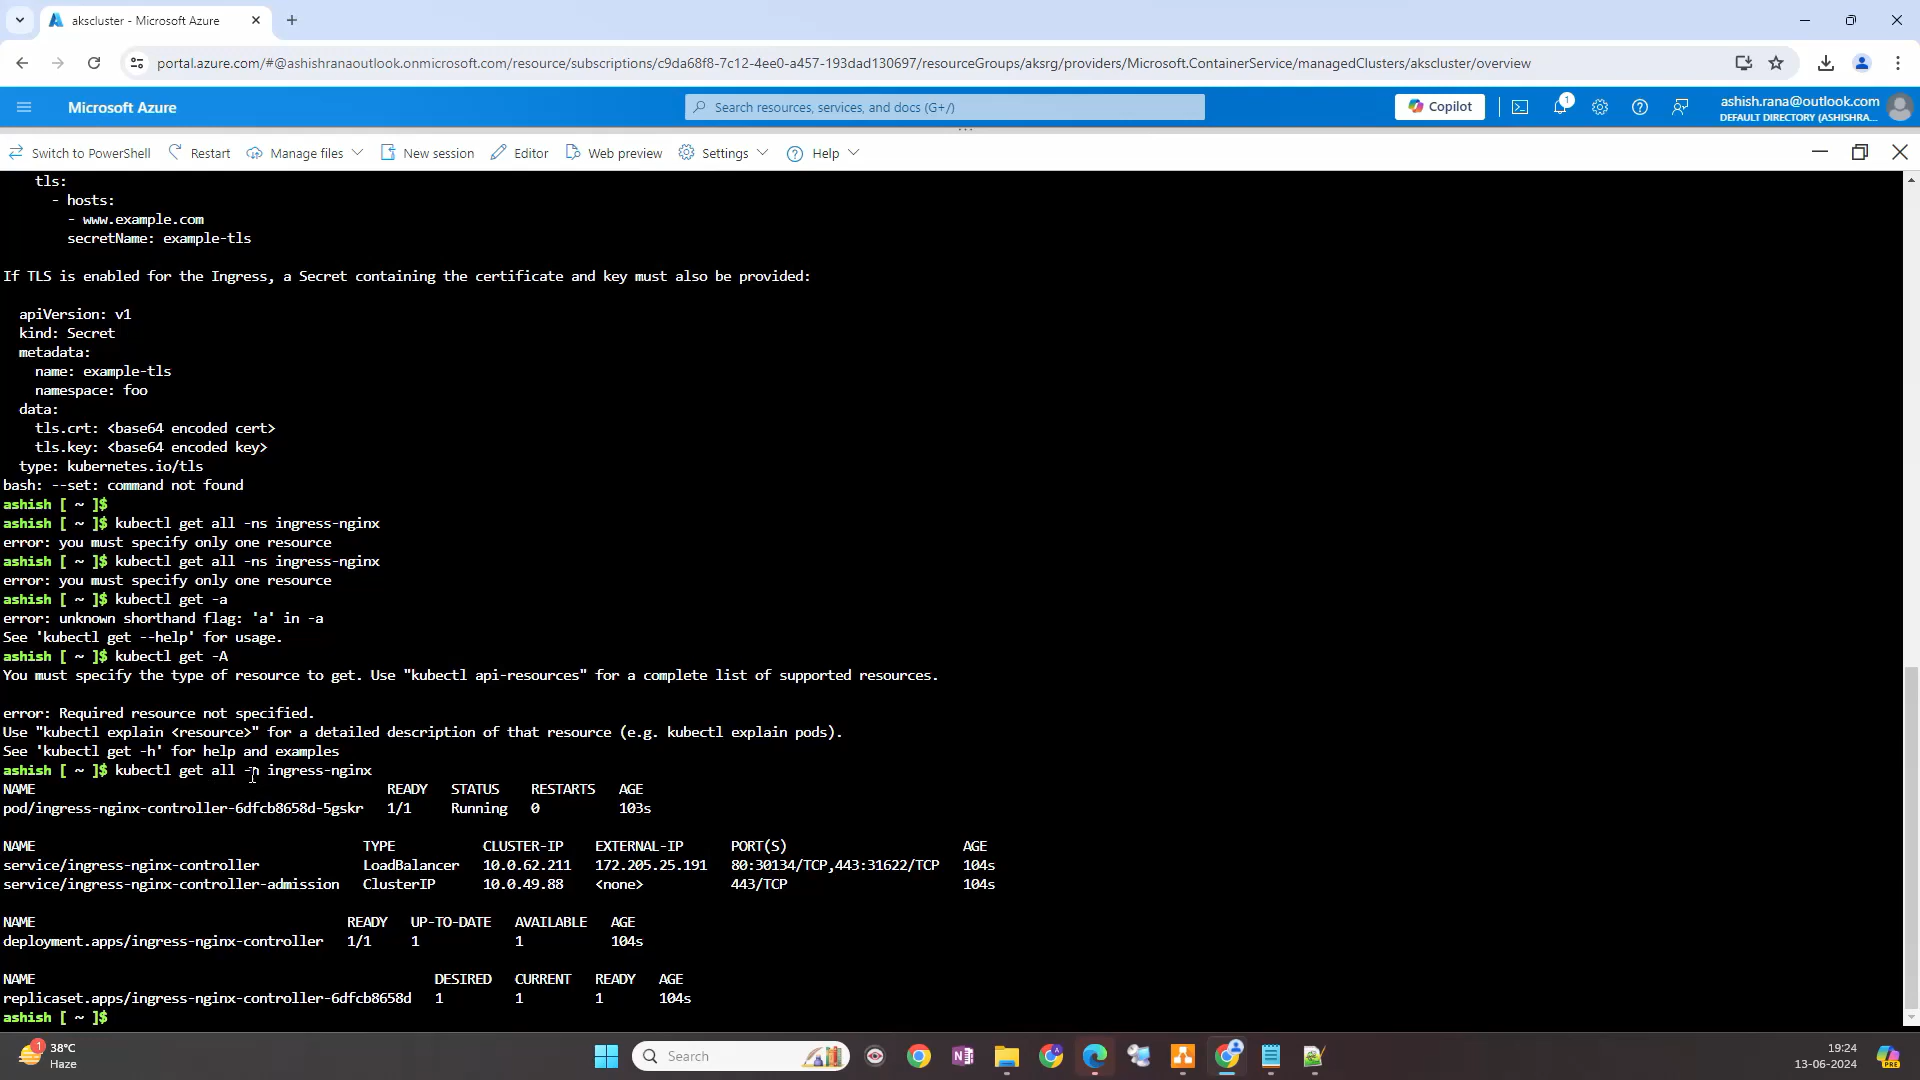 akscluster - Microsoft Azure
portal.azure.com/#@ashishranaoutlook.onmicrosoft.com/resource/subscriptions/c9da68f8-7c12-4ee0-a457-193dad130697/resourceGroups/aksrg/providers/Microsoft.ContainerService/managedClusters/akscluster/overview
Microsoft Azure
Search resources, services, and docs (G+/)
Copilot
1
ashish.rana@outlook.com
DEFAULT DIRECTORY (ASHISHRA...
Switch to PowerShell Restart Manage files New session Editor Web preview Settings Help
tls:
- hosts:
- www.example.com
secretName: example-tls
If TLS is enabled for the Ingress, a Secret containing the certificate and key must also be provided:
apiVersion: v1
kind: Secret
metadata:
name: example-tls
namespace: foo
data:
tls.crt: <base64 encoded cert>
tls.key: <base64 encoded key>
type: kubernetes.io/tls
bash: --set: command not found
ashish [ ~ ]$
ashish [ ~ ]$ kubectl get all -ns ingress-nginx
error: you must specify only one resource
ashish [ ~ ]$ kubectl get all -ns ingress-nginx
error: you must specify only one resource
ashish [ ~ ]$ kubectl get -a
error: unknown shorthand flag: 'a' in -a
See 'kubectl get --help' for usage.
ashish [ ~ ]$ kubectl get -A
You must specify the type of resource to get. Use "kubectl api-resources" for a complete list of supported resources.
error: Required resource not specified.
Use "kubectl explain <resource>" for a detailed description of that resource (e.g. kubectl explain pods).
See 'kubectl get -h' for help and examples
ashish [ ~ ]$ kubectl get all -n ingress-nginx
NAME READY STATUS RESTARTS AGE
pod/ingress-nginx-controller-6dfcb8658d-5gskr 1/1 Running 0 103s
NAME TYPE CLUSTER-IP EXTERNAL-IP PORT(S) AGE
service/ingress-nginx-controller LoadBalancer 10.0.62.211 172.205.25.191 80:30134/TCP,443:31622/TCP 104s
service/ingress-nginx-controller-admission ClusterIP 10.0.49.88 <none> 443/TCP 104s
NAME READY UP-TO-DATE AVAILABLE AGE
deployment.apps/ingress-nginx-controller 1/1 1 1 104s
NAME DESIRED CURRENT READY AGE
replicaset.apps/ingress-nginx-controller-6dfcb8658d 1 1 1 104s
ashish [ ~ ]$
1
38°C
Haze
Search
19:24
13-06-2024
PRE